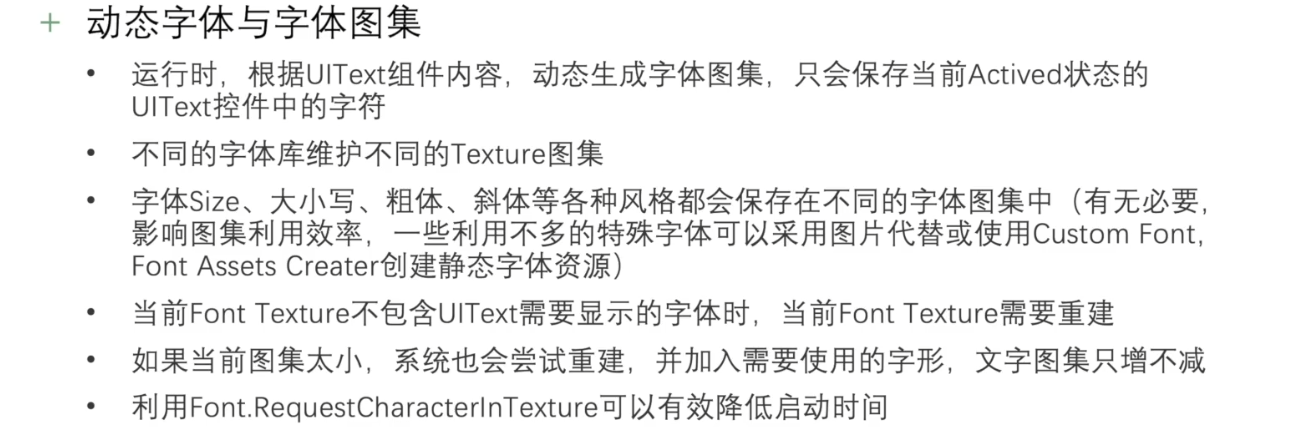 + 动态字体与字体图集
• 运行时，根据UIText组件内容，动态生成字体图集，只会保存当前Actived状态的
UIText控件中的字符
• 不同的字体库维护不同的Texture图集
• 字体Size、大小写、粗体、斜体等各种风格都会保存在不同的字体图集中（有无必要，
影响图集利用效率，一些利用不多的特殊字体可以采用图片代替或使用Custom Font，
Font Assets Creater创建静态字体资源）
• 当前Font Texture不包含UIText需要显示的字体时，当前Font Texture需要重建
• 如果当前图集太小，系统也会尝试重建，并加入需要使用的字形，文字图集只增不减
• 利用Font.RequestCharacterInTexture可以有效降低启动时间